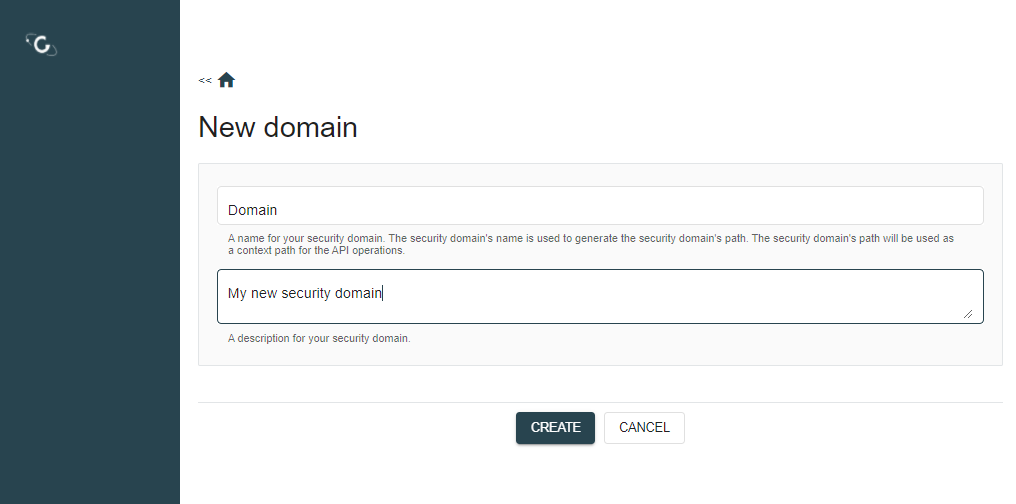 <<
New domain
Domain
A name for your security domain. The security domain's name is used to generate the security domain's path. The security domain's path will be used as
a context path for the API operations.
My new security domain
A description for your security domain.
CREATE CANCEL